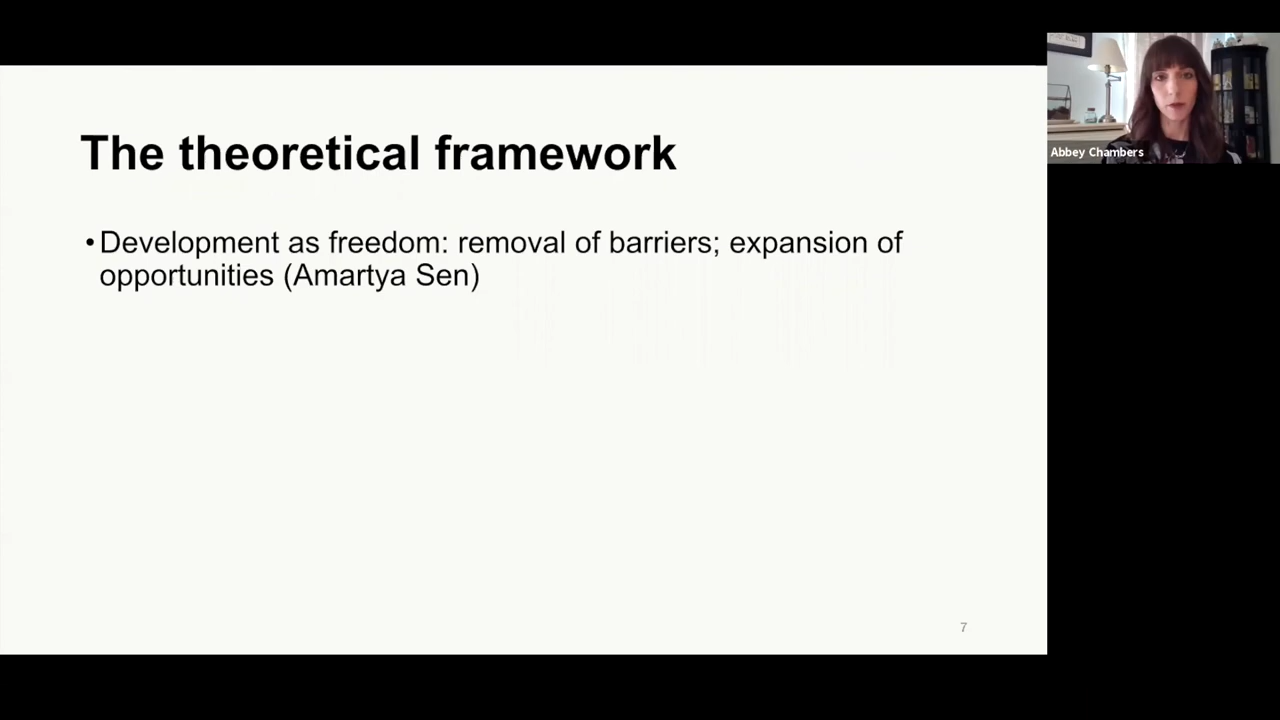 The theoretical framework
•Development as freedom: removal of barriers; expansion of
opportunities (Amartya Sen)
7
Abbey Chambers